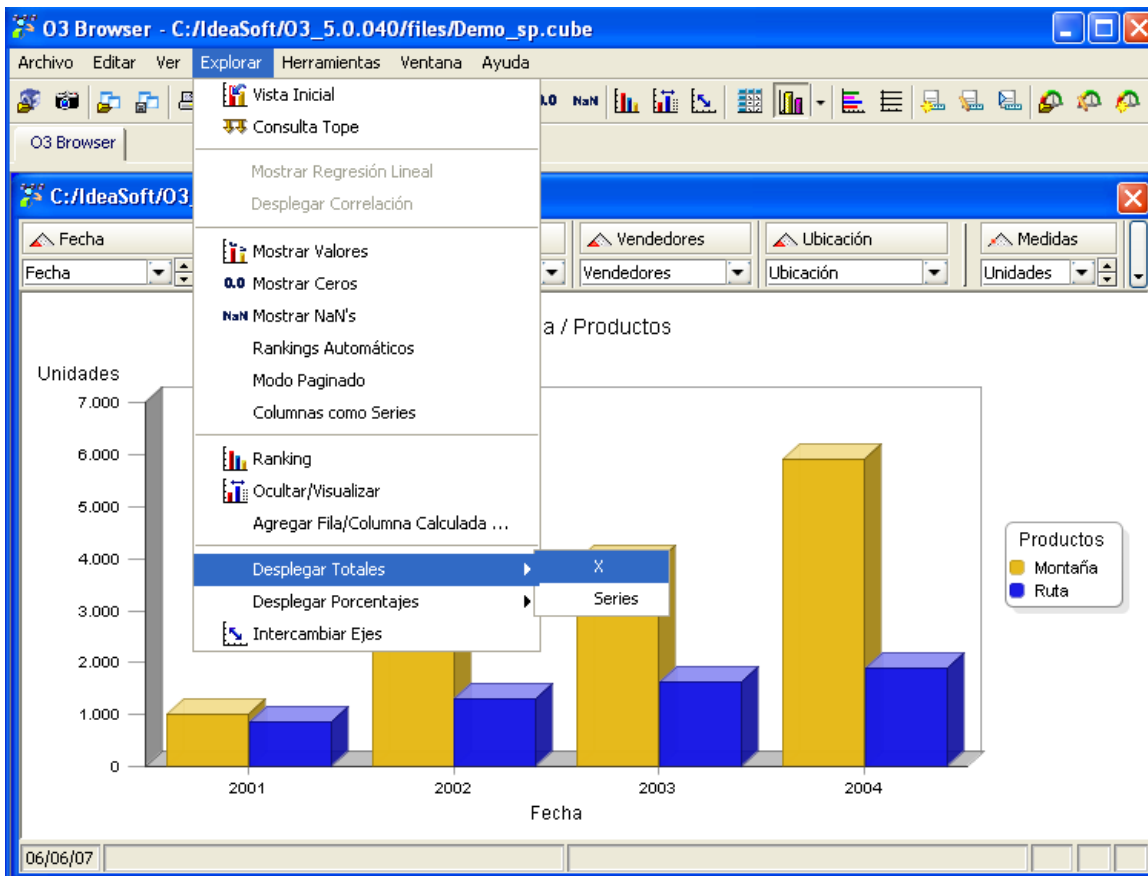 O3 Browser - C:/IdeaSoft/O3_5.0.040/files/Demo_sp.cube
Archivo Editar Ver Explorar Herramientas Ventana Ayuda
NaN
O3 Browser
Vista Inicial
Consulta Tope
Mostrar Regresión Lineal
Desplegar Correlación
0.0 Mostrar Valores
0.0 Mostrar Ceros
NaN Mostrar NaN's
Rankings Automáticos
Modo Paginado
Columnas como Series
Ranking
Ocultar/Visualizar
Agregar Fila/Columna Calculada ...
Desplegar Totales
Desplegar Porcentajes
Intercambiar Ejes
X
Series
C:/IdeaSoft/O3_
Fecha Vendedores Ubicación Medidas
Fecha Vendedores Ubicación Unidades
a / Productos
Unidades
7.000
6.000
5.000
4.000
3.000
2.000
1.000
0
2001 2002 2003 2004
Fecha
Productos
Montaña
Ruta
06/06/07